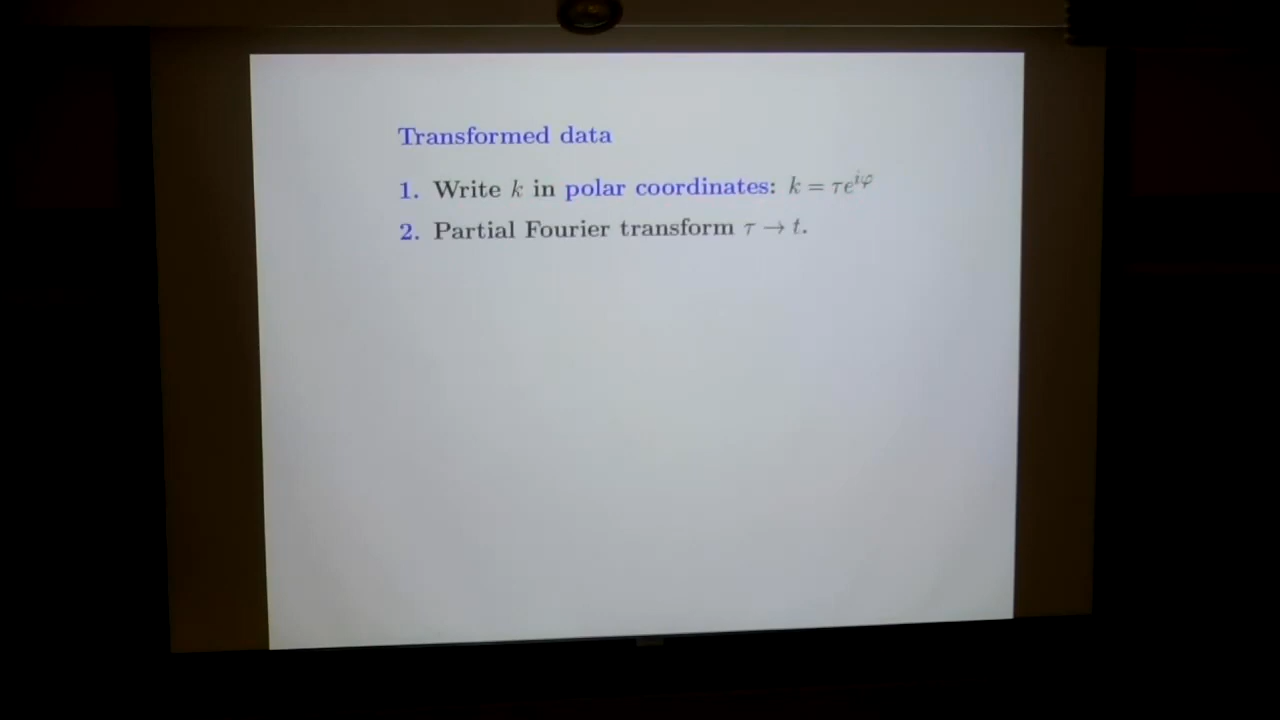 Transformed data
1. Write k in polar coordinates: k = τe^{iφ}
2. Partial Fourier transform τ → t.